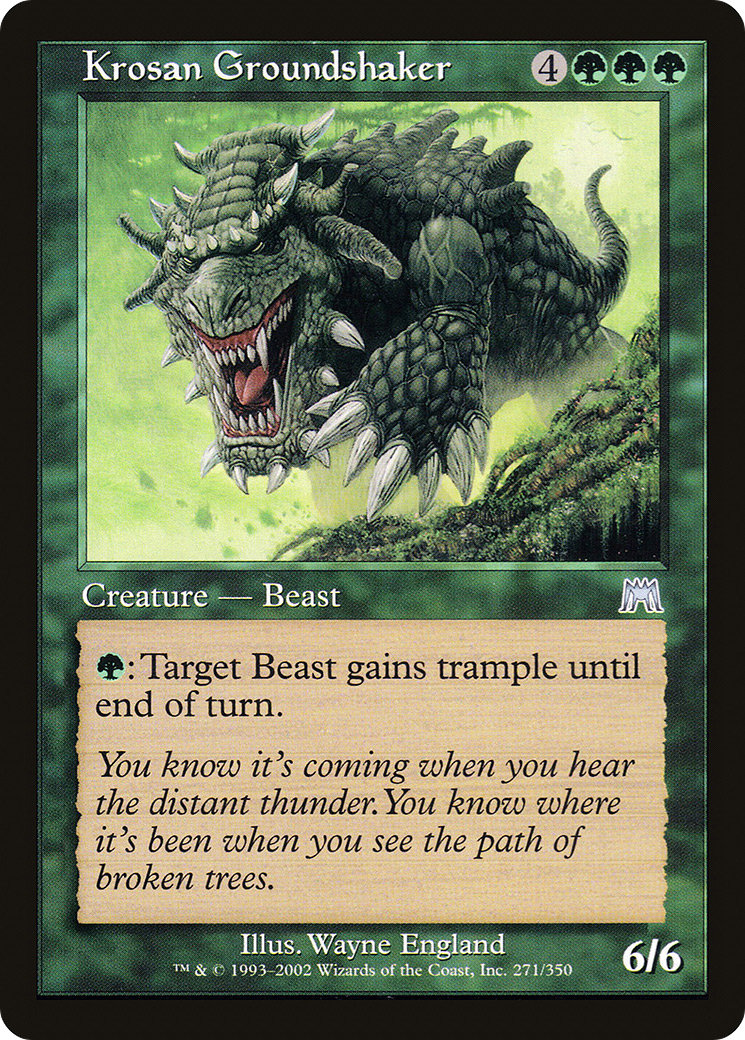 Krosan Groundshaker 4
Creature — Beast
: Target Beast gains trample until
end of turn.
You know it's coming when you hear
the distant thunder. You know where
it's been when you see the path of
broken trees.
Illus. Wayne England
™ & © 1993–2002 Wizards of the Coast, Inc. 271/350
6/6